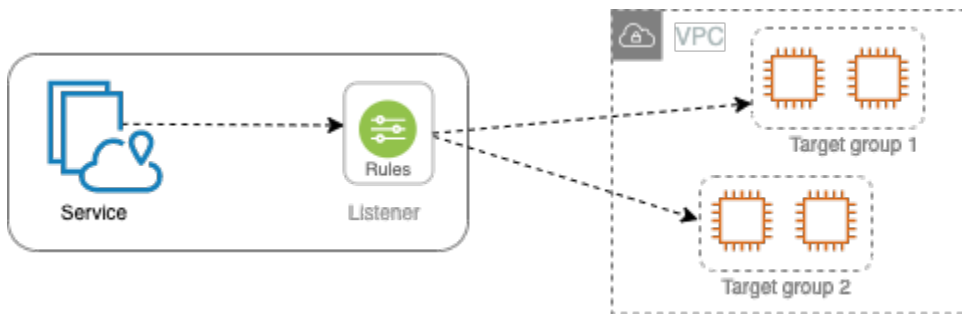 VPC
Target group 1
Rules
Service
Listener
Target group 2